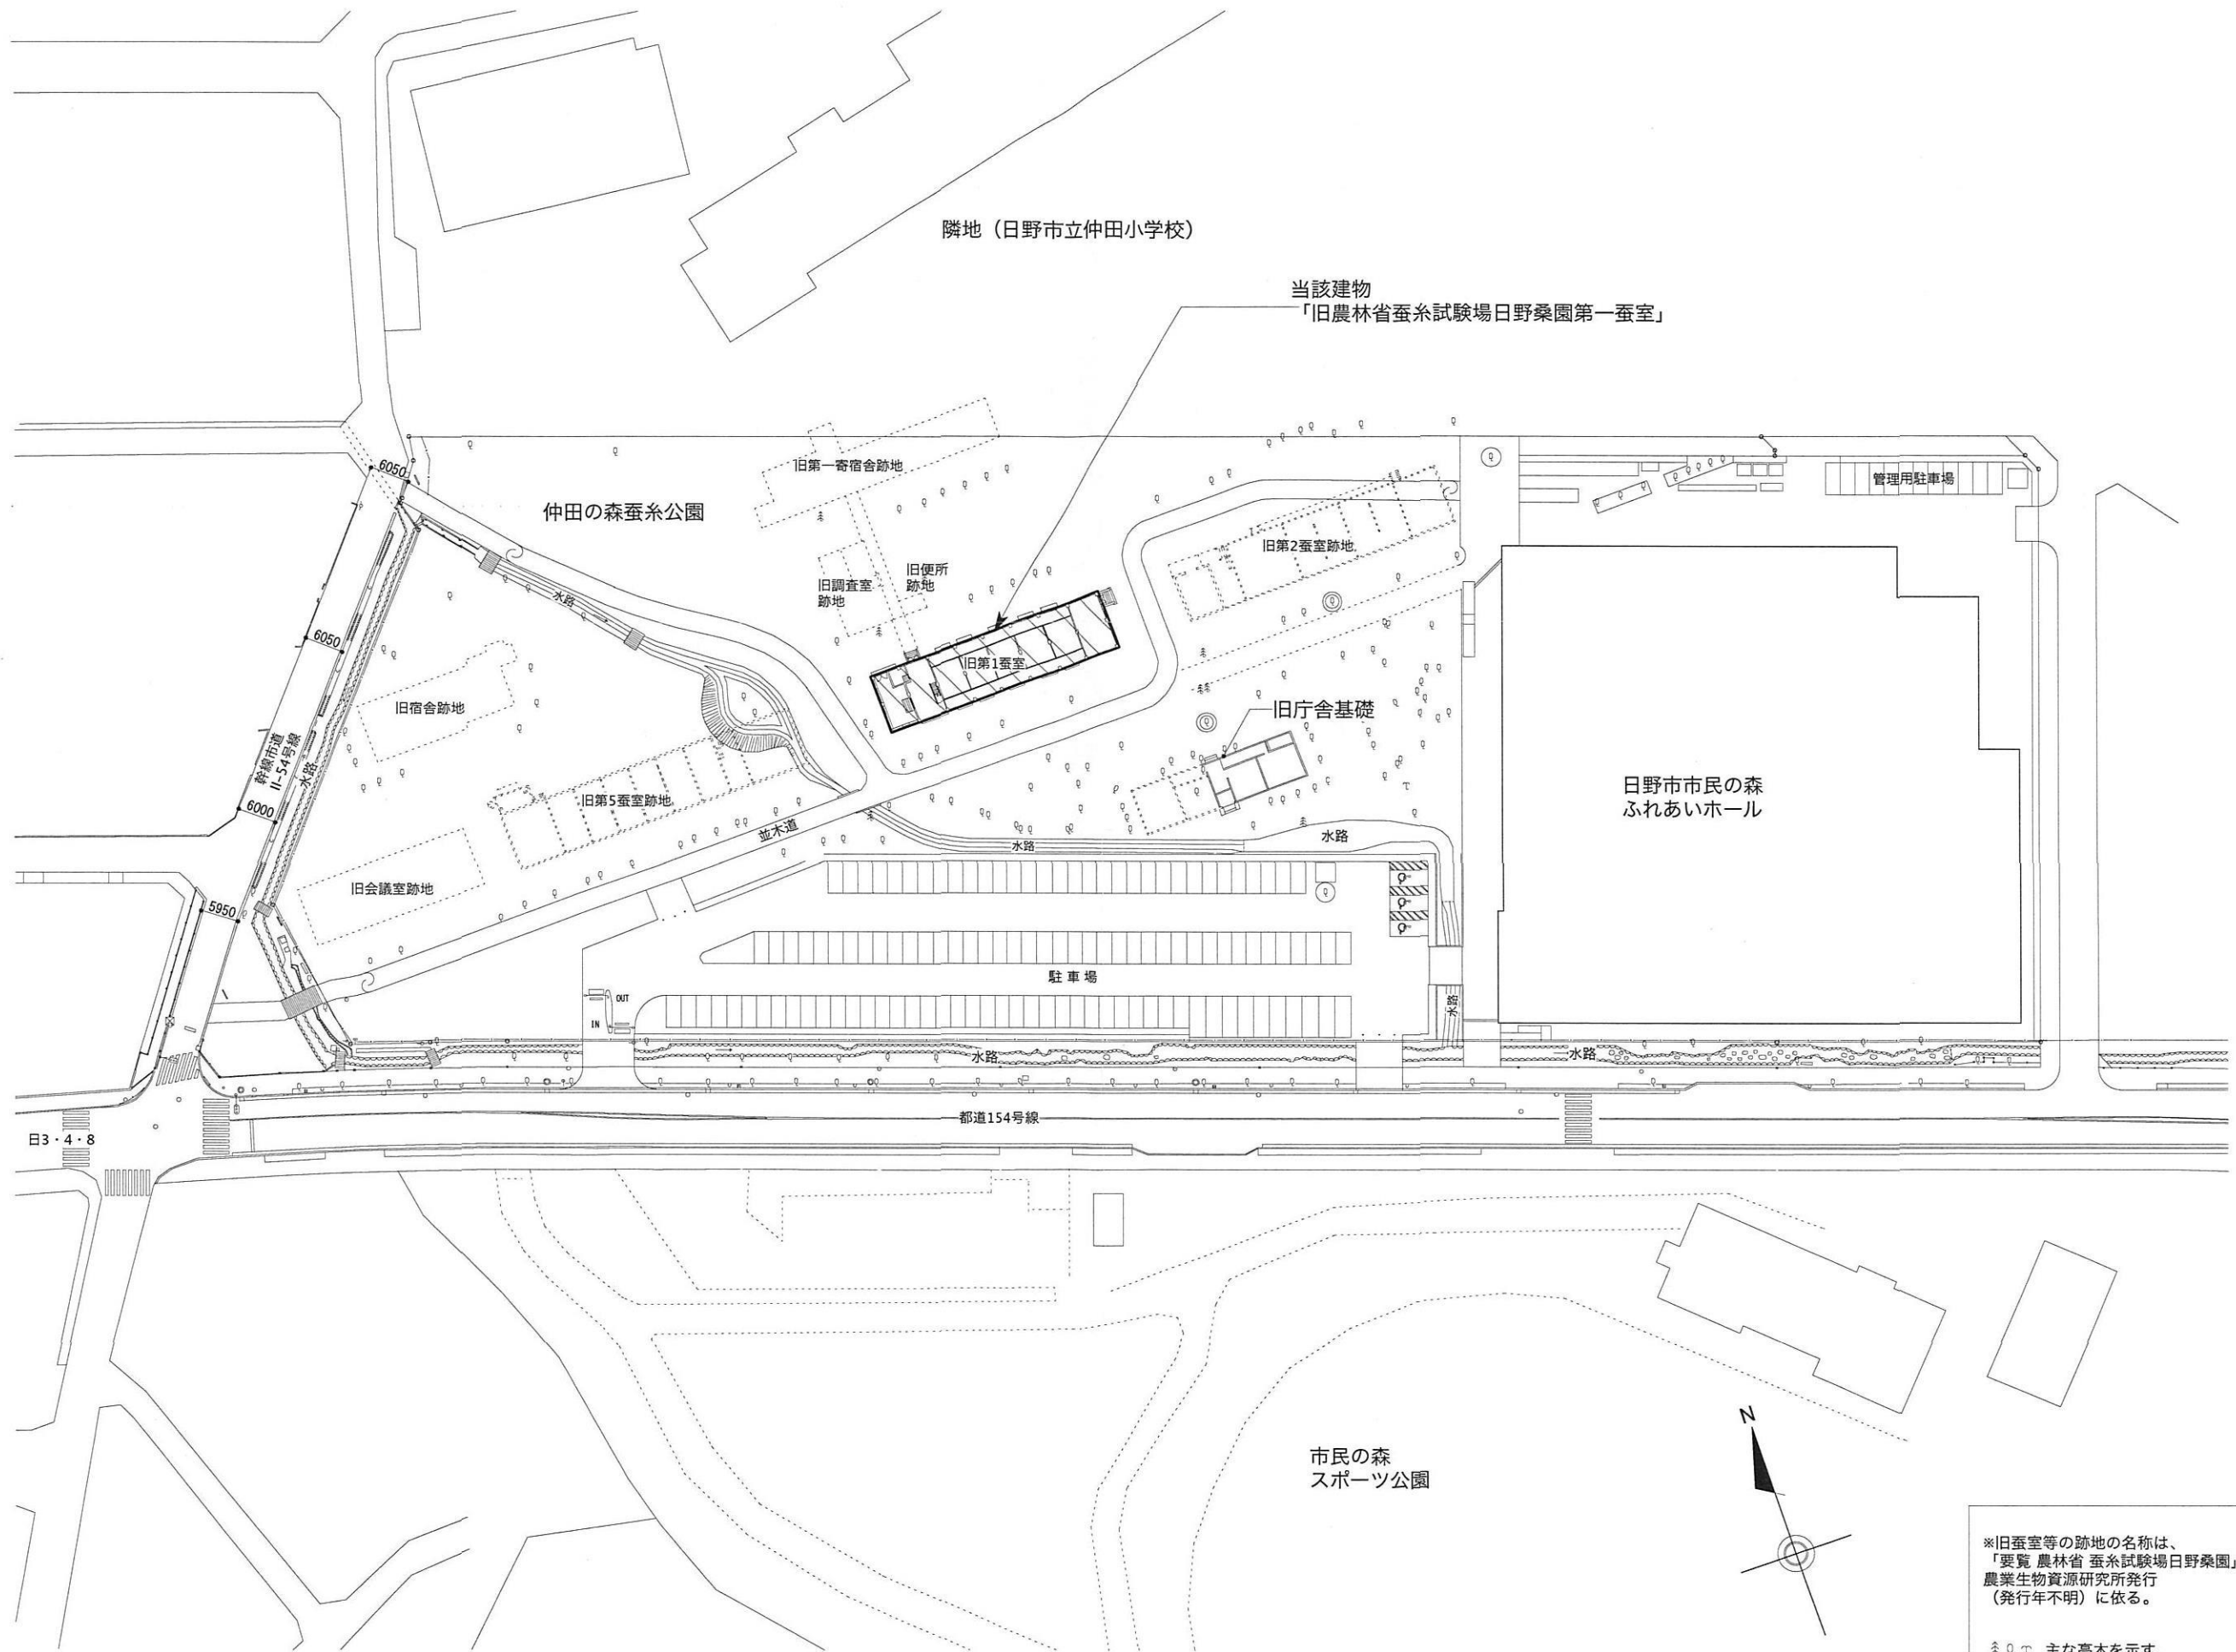 隣地（日野市立仲田小学校）
当該建物
「旧農林省蚕糸試験場日野桑園第一蚕室」
旧第一寄宿舎跡地
管理用駐車場
6050
仲田の森蚕糸公園
旧第2蚕室跡地
旧便所
跡地
旧調査室
跡地
水路
6050
旧第1蚕室
旧宿舎跡地
旧庁舎基礎
幹線市道
II-54号線
水路
6000
日野市市民の森
ふれあいホール
旧第5蚕室跡地
並木道
水路
水路
旧会議室跡地
5950
駐車場
OUT
IN
水路
水路
水路
都道154号線
日3・4・8
N
市民の森
スポーツ公園
※旧蚕室等の跡地の名称は、
「要覧 農林省 蚕糸試験場日野桑園」
農業生物資源研究所発行
（発行年不明）に依る。
主な高木を示す